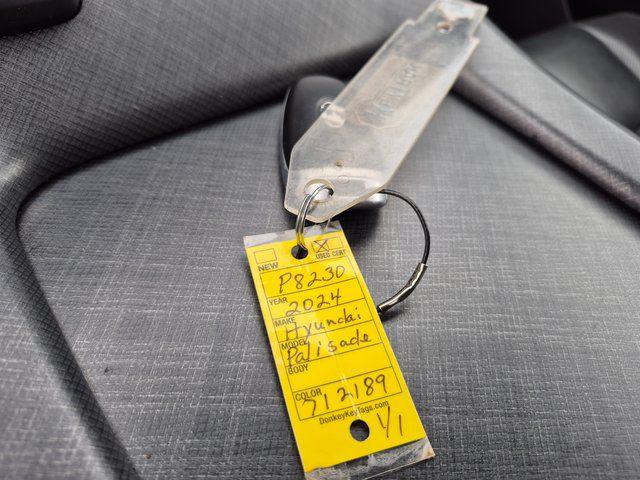 NEW USED CERT
P8230
YEAR 2024
MAKE Hyundai
MODEL Palisade
BODY
COLOR 712189
DonkeyKeyTags.com
1/1